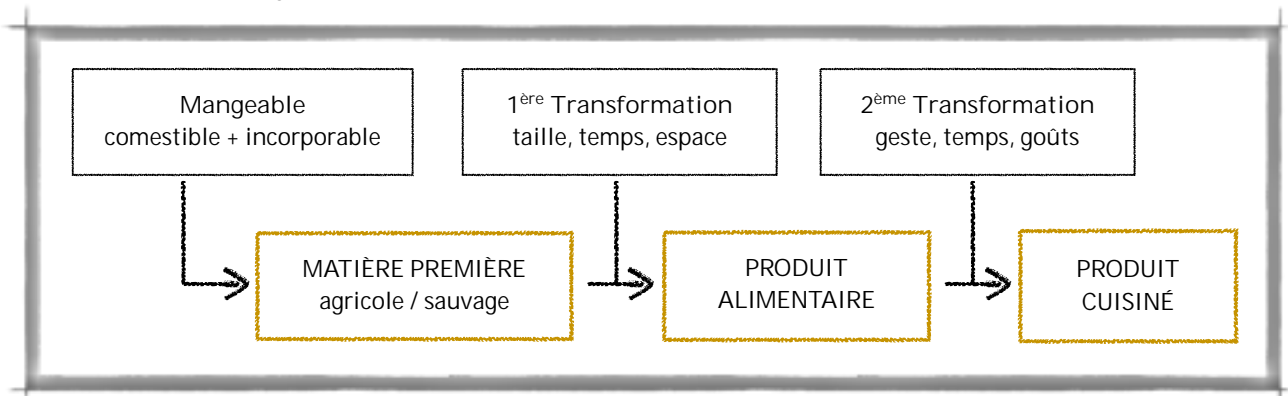 Mangeable
comestible + incorporable
1ère Transformation
taille, temps, espace
2ème Transformation
geste, temps, goûts
MATIÈRE PREMIÈRE
agricole / sauvage
PRODUIT
ALIMENTAIRE
PRODUIT
CUISINÉ